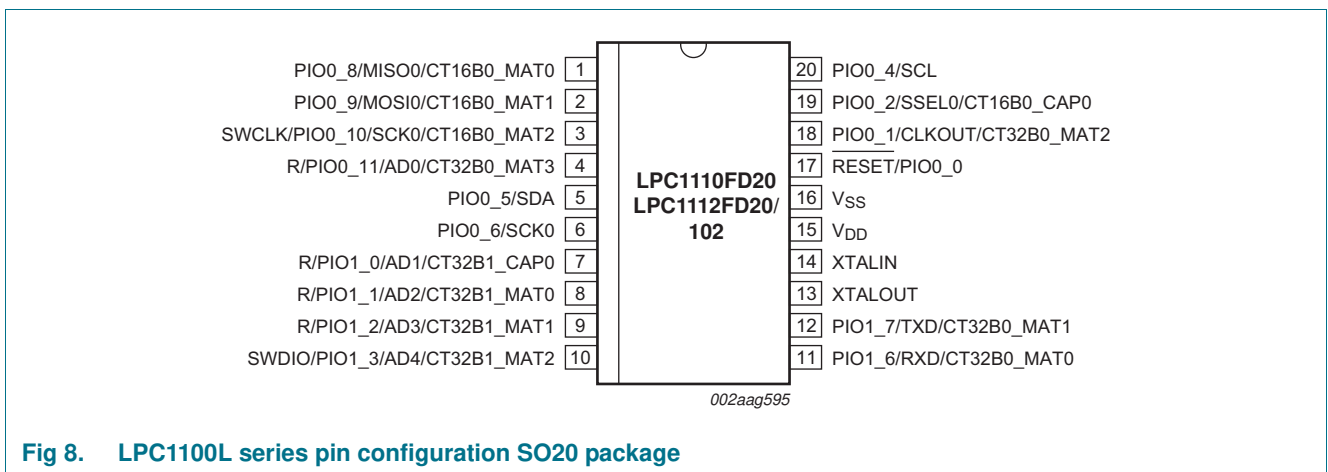 PIO0_8/MISO0/CT16B0_MAT0 1
PIO0_9/MOSI0/CT16B0_MAT1 2
SWCLK/PIO0_10/SCK0/CT16B0_MAT2 3
R/PIO0_11/AD0/CT32B0_MAT3 4
PIO0_5/SDA 5
PIO0_6/SCK0 6
R/PIO1_0/AD1/CT32B1_CAP0 7
R/PIO1_1/AD2/CT32B1_MAT0 8
R/PIO1_2/AD3/CT32B1_MAT1 9
SWDIO/PIO1_3/AD4/CT32B1_MAT2 10
LPC1110FD20
LPC1112FD20/
102
20 PIO0_4/SCL
19 PIO0_2/SSEL0/CT16B0_CAP0
18 PIO0_1/CLKOUT/CT32B0_MAT2
17 RESET/PIO0_0
16 VSS
15 VDD
14 XTALIN
13 XTALOUT
12 PIO1_7/TXD/CT32B0_MAT1
11 PIO1_6/RXD/CT32B0_MAT0
002aag595
Fig 8. LPC1100L series pin configuration SO20 package